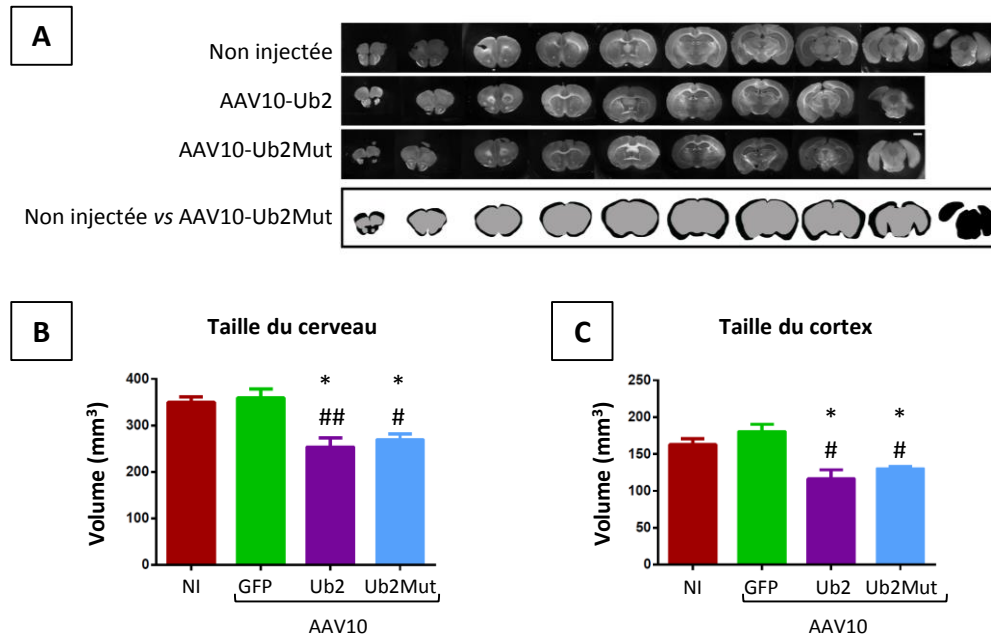 A
Non injectée
AAV10-Ub2
AAV10-Ub2Mut
Non injectée vs AAV10-Ub2Mut
B
Taille du cerveau
Volume (mm³)
400
300
200
100
0
* *
## #
NI GFP Ub2 Ub2Mut
AAV10
C
Taille du cortex
Volume (mm³)
250
200
150
100
50
0
* *
# #
NI GFP Ub2 Ub2Mut
AAV10